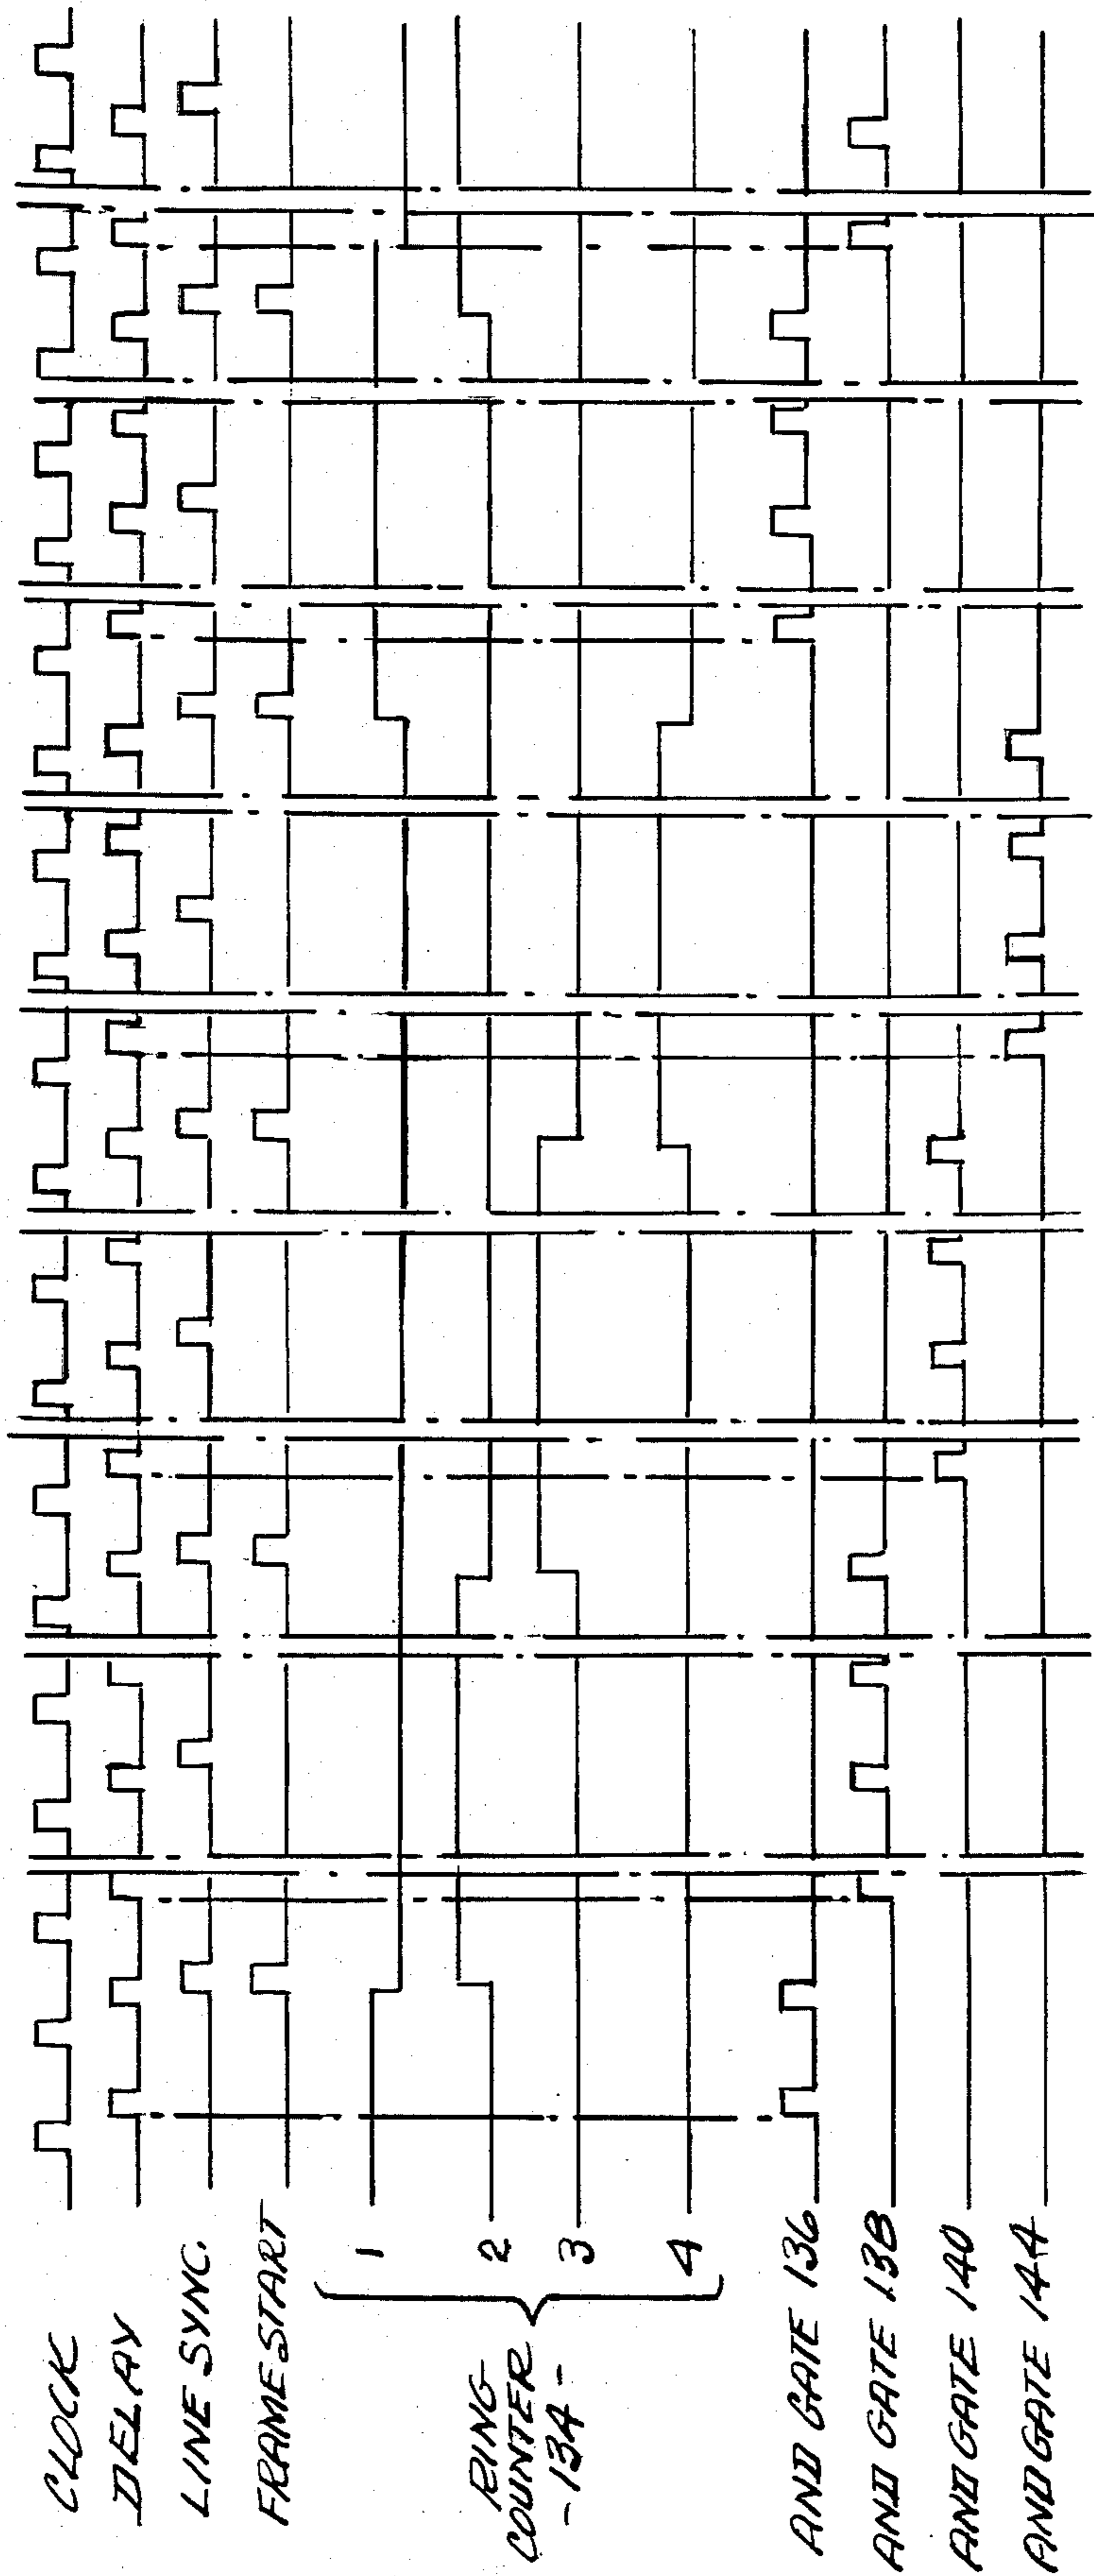 CLOCK
DELAY
LINE SYNC.
FRAME START
RING
COUNTER
-134-
1
2
3
4
AND GATE 136
AND GATE 138
AND GATE 140
AND GATE 144